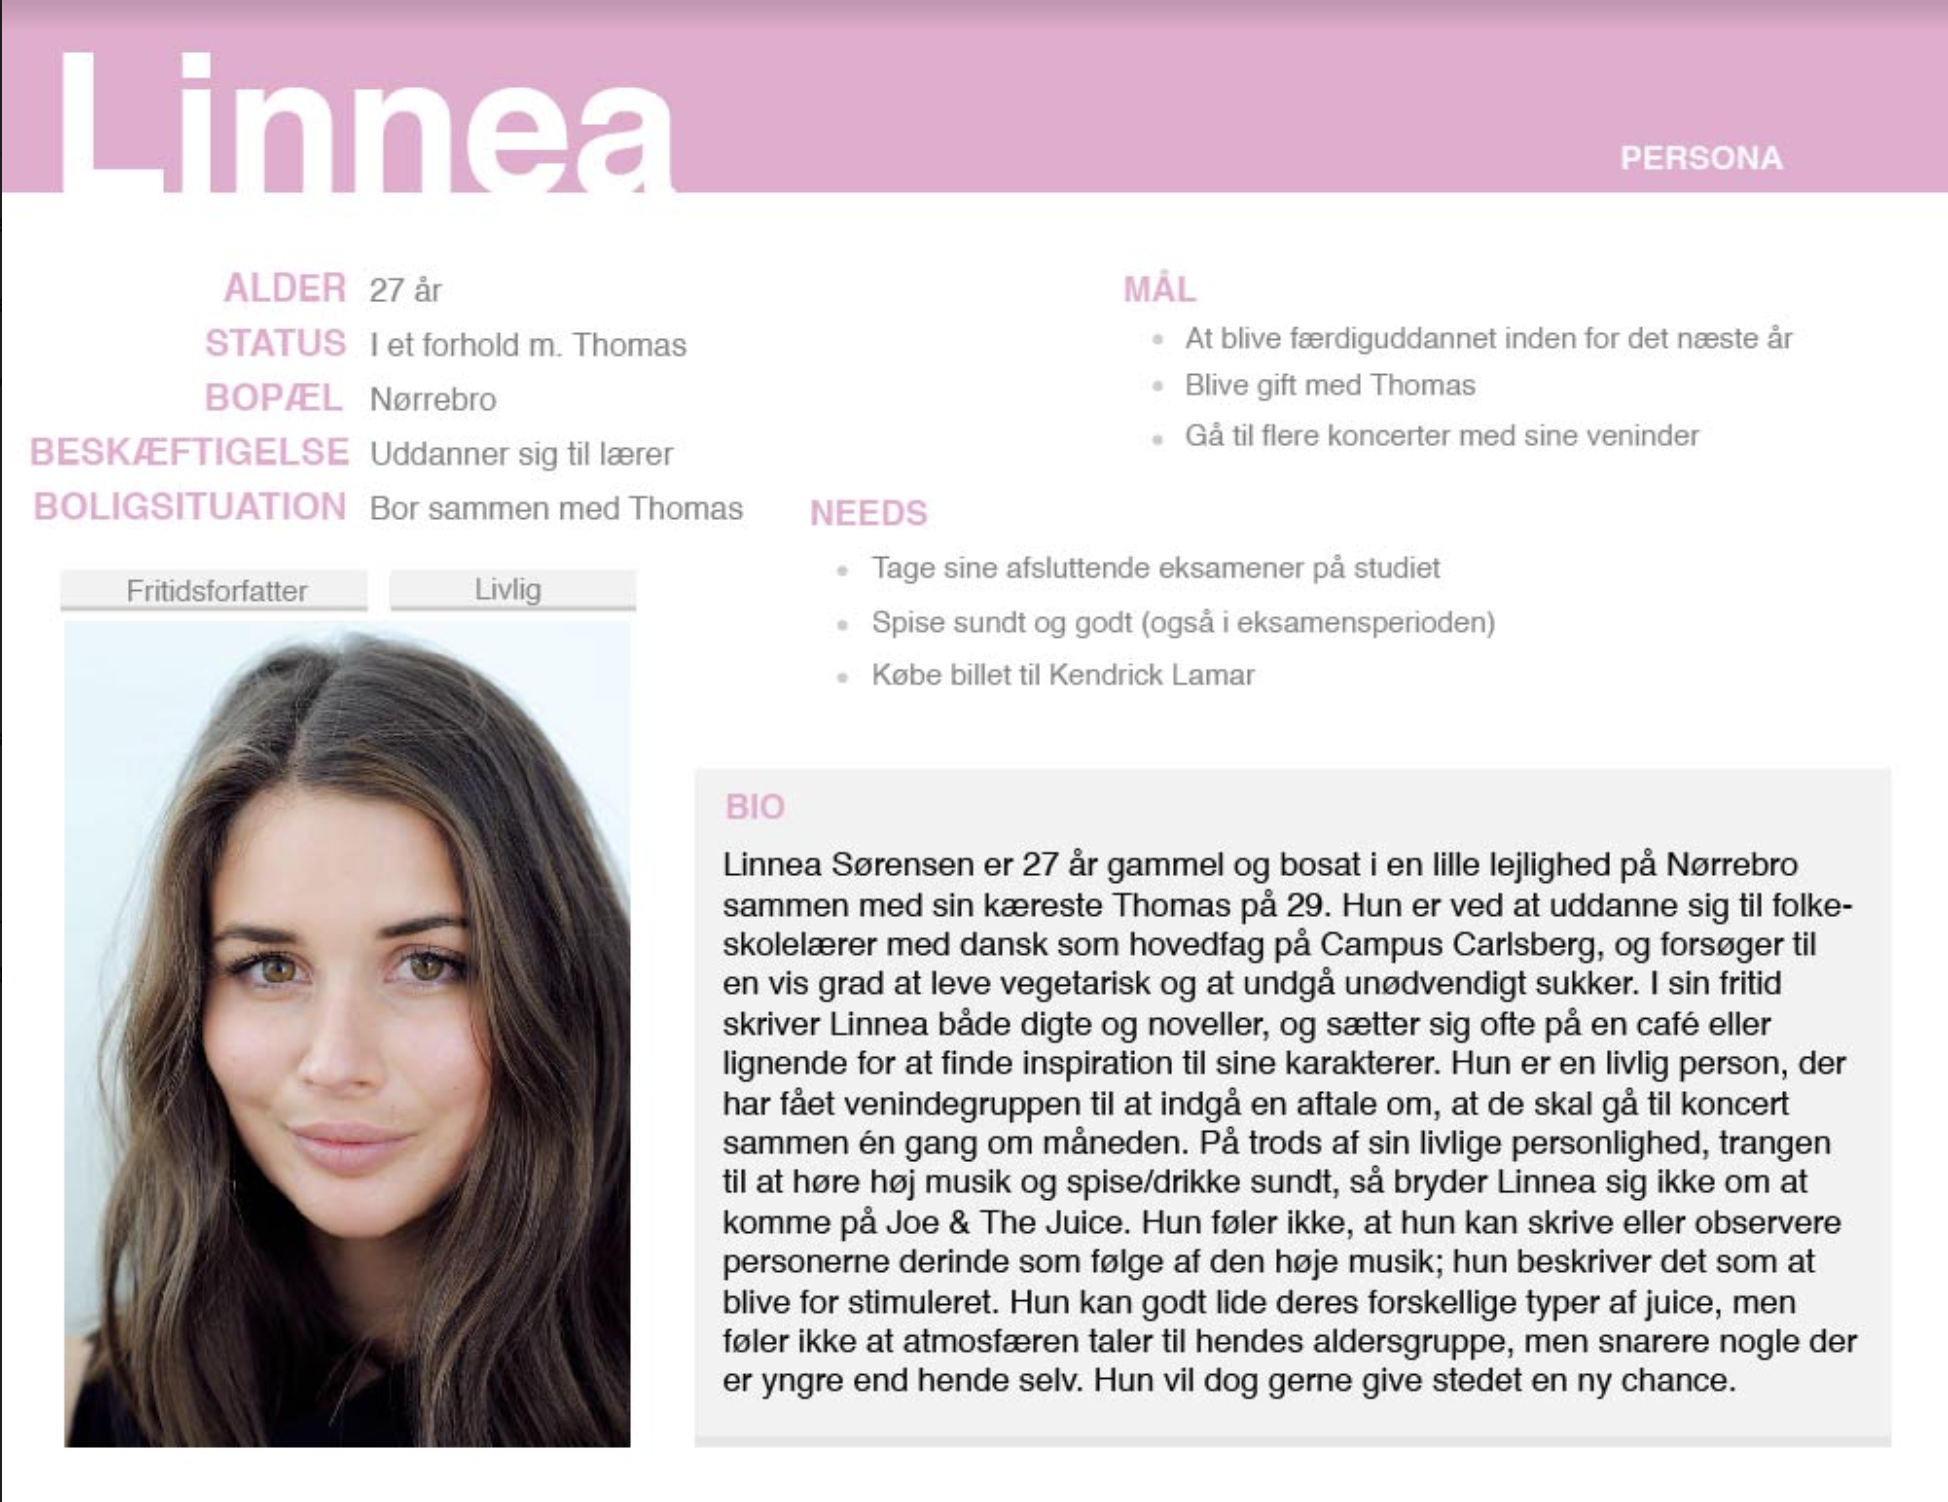 Linnea
PERSONA
ALDER 27 år
STATUS I et forhold m. Thomas
BOPÆL Nørrebro
BESKÆFTIGELSE Uddanner sig til lærer
BOLIGSITUATION Bor sammen med Thomas
Fritidsforfatter
Livlig
MÅL
At blive færdiguddannet inden for det næste år
Blive gift med Thomas
Gå til flere koncerter med sine veninder
NEEDS
Tage sine afsluttende eksamener på studiet
Spise sundt og godt (også i eksamensperioden)
Købe billet til Kendrick Lamar
BIO
Linnea Sørensen er 27 år gammel og bosat i en lille lejlighed på Nørrebro
sammen med sin kæreste Thomas på 29. Hun er ved at uddanne sig til folke-
skolelærer med dansk som hovedfag på Campus Carlsberg, og forsøger til
en vis grad at leve vegetarisk og at undgå unødvendigt sukker. I sin fritid
skriver Linnea både digte og noveller, og sætter sig ofte på en café eller
lignende for at finde inspiration til sine karakterer. Hun er en livlig person, der
har fået venindegruppen til at indgå en aftale om, at de skal gå til koncert
sammen én gang om måneden. På trods af sin livlige personlighed, trangen
til at høre høj musik og spise/drikke sundt, så bryder Linnea sig ikke om at
komme på Joe & The Juice. Hun føler ikke, at hun kan skrive eller observere
personerne derinde som følge af den høje musik; hun beskriver det som at
blive for stimuleret. Hun kan godt lide deres forskellige typer af juice, men
føler ikke at atmosfæren taler til hendes aldersgruppe, men snarere nogle der
er yngre end hende selv. Hun vil dog gerne give stedet en ny chance.